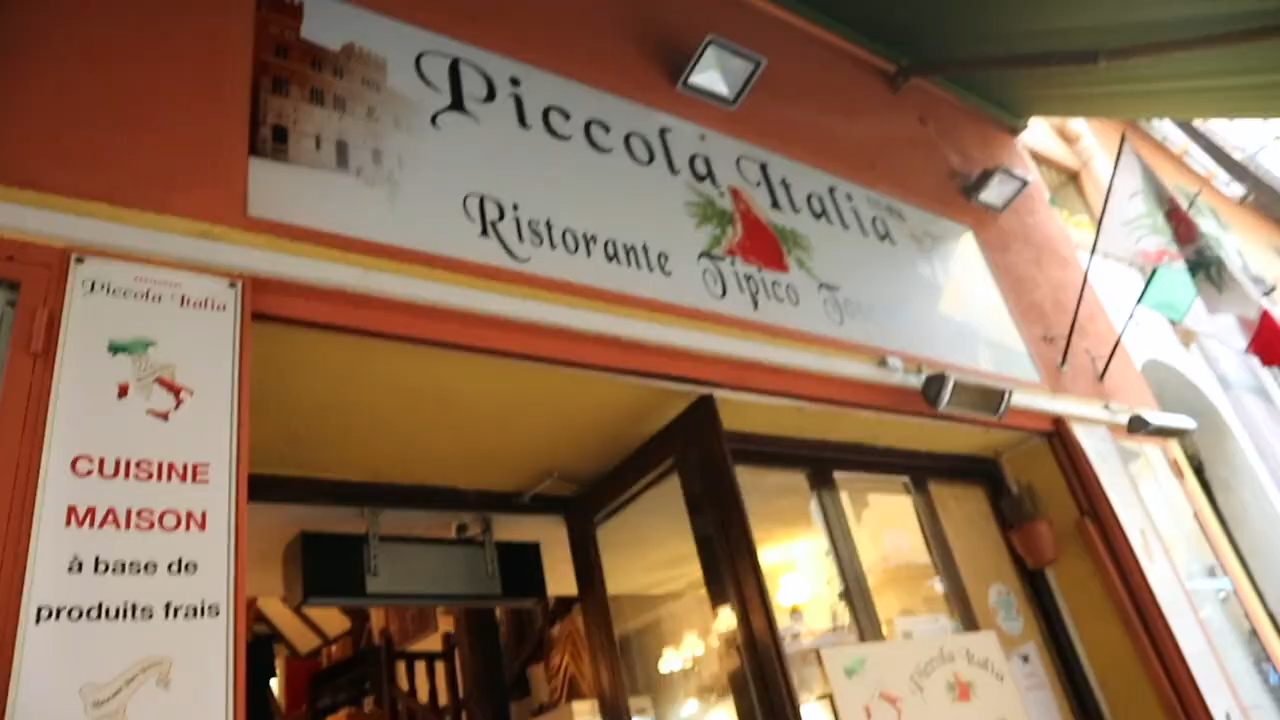 Piccola Italia
Ristorante Tipico
Piccola Italia
CUISINE
MAISON
à base de
produits frais
Piccola Italia